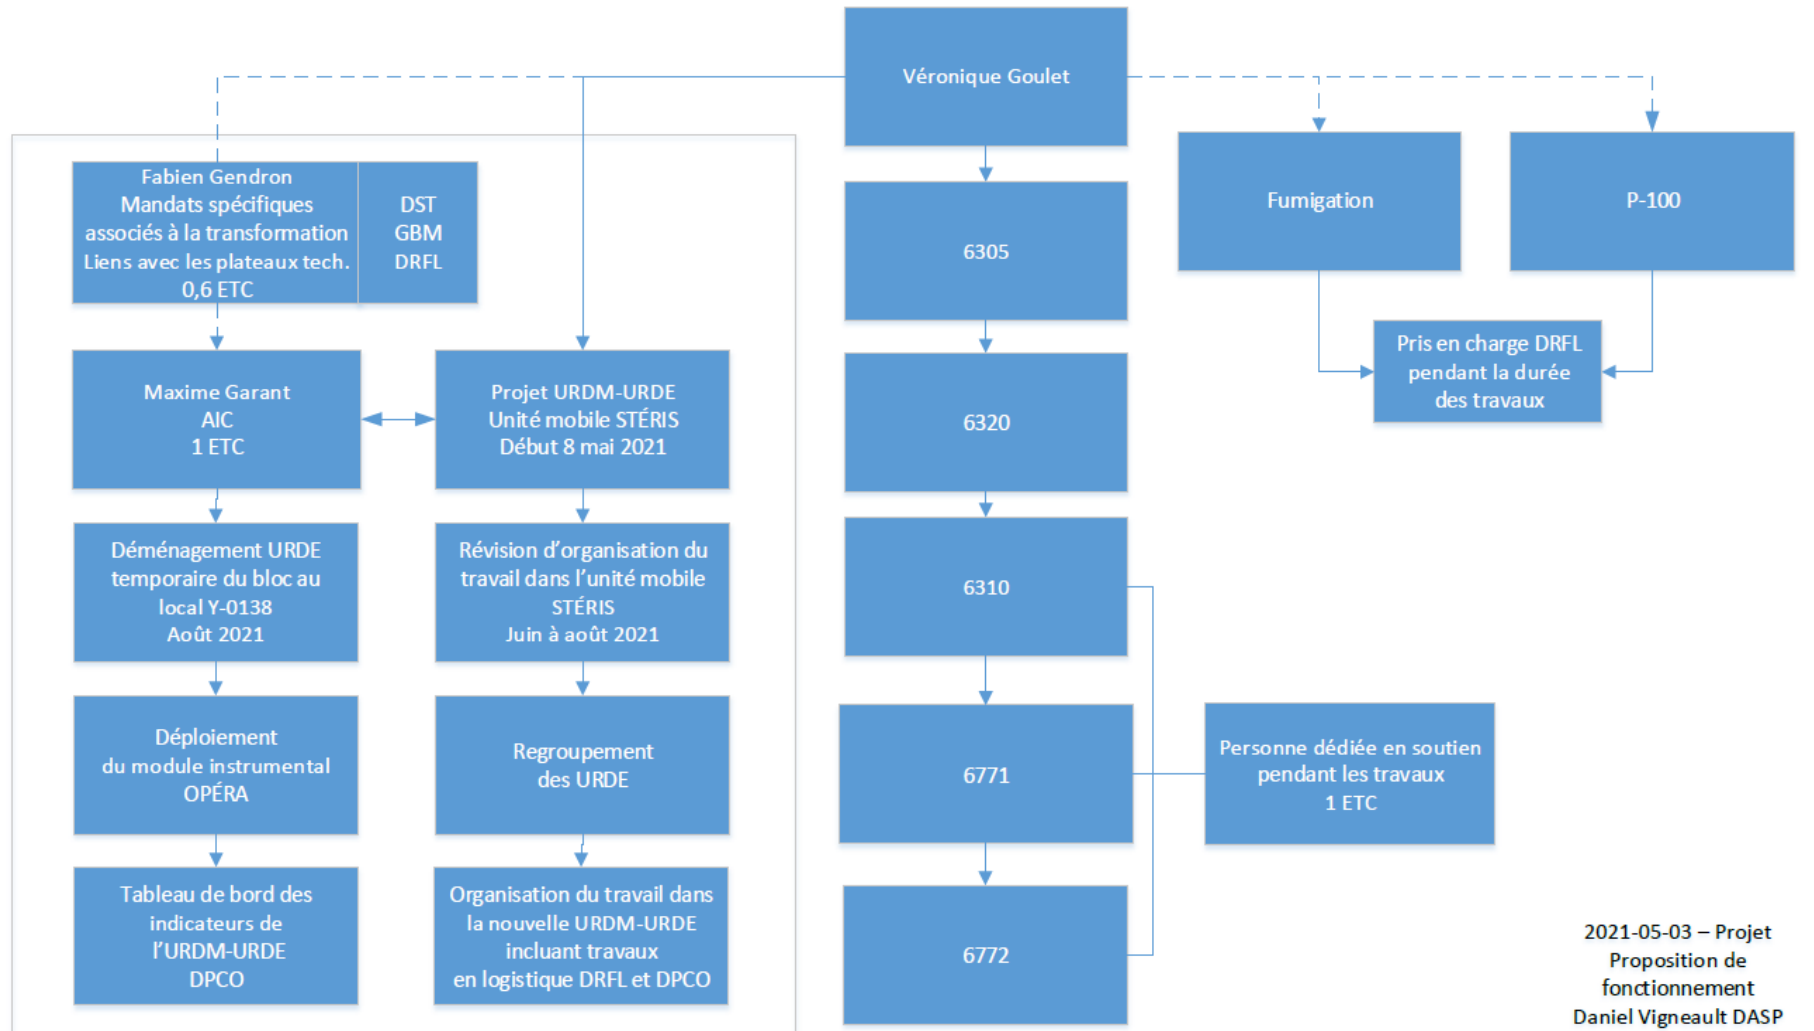 Véronique Goulet
Fabien Gendron
Mandats spécifiques
associés à la transformation
Liens avec les plateaux tech.
0,6 ETC
DST
GBM
DRFL
Fumigation
P-100
6305
Pris en charge DRFL
pendant la durée
des travaux
Maxime Garant
AIC
1 ETC
Projet URDM-URDE
Unité mobile STÉRIS
Début 8 mai 2021
6320
Déménagement URDE
temporaire du bloc au
local Y-0138
Août 2021
Révision d’organisation du
travail dans l’unité mobile
STÉRIS
Juin à août 2021
6310
Déploiement
du module instrumental
OPÉRA
Regroupement
des URDE
6771
Personne dédiée en soutien
pendant les travaux
1 ETC
Tableau de bord des
indicateurs de
l’URDM-URDE
DPCO
Organisation du travail dans
la nouvelle URDM-URDE
incluant travaux
en logistique DRFL et DPCO
6772
2021-05-03 – Projet
Proposition de
fonctionnement
Daniel Vigneault DASP